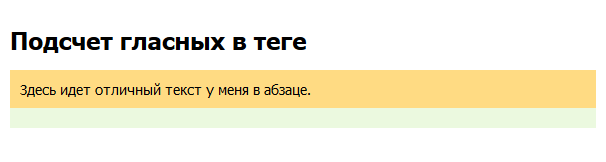 Подсчет гласных в теге
Здесь идет отличный текст у меня в абзаце.